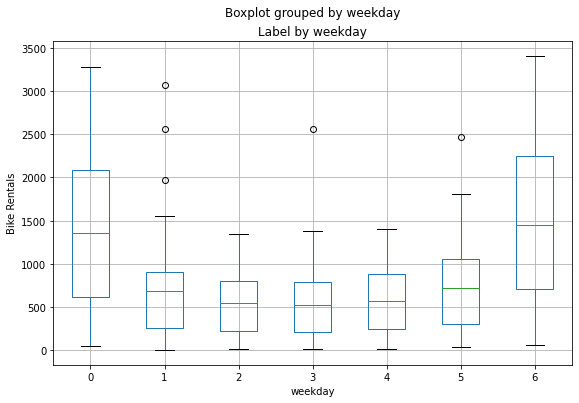 Boxplot grouped by weekday
Label by weekday
3500
3000
2500
2000
1500
1000
500
0
Bike Rentals
0 1 2 3 4 5 6
weekday